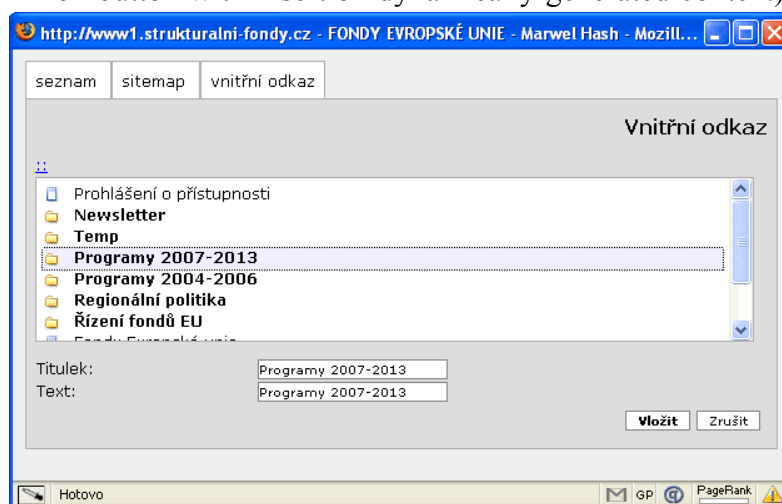 http://www1.strukturalni-fondy.cz - FONDY EVROPSKÉ UNIE - Marwel Hash - Mozill...
seznam sitemap vnitřní odkaz
Vnitřní odkaz
::
Prohlášení o přístupnosti
Newsletter
Temp
Programy 2007-2013
Programy 2004-2006
Regionální politika
Řízení fondů EU
Titulek: Programy 2007-2013
Text: Programy 2007-2013
Vložit Zrušit
Hotovo GP PageRank